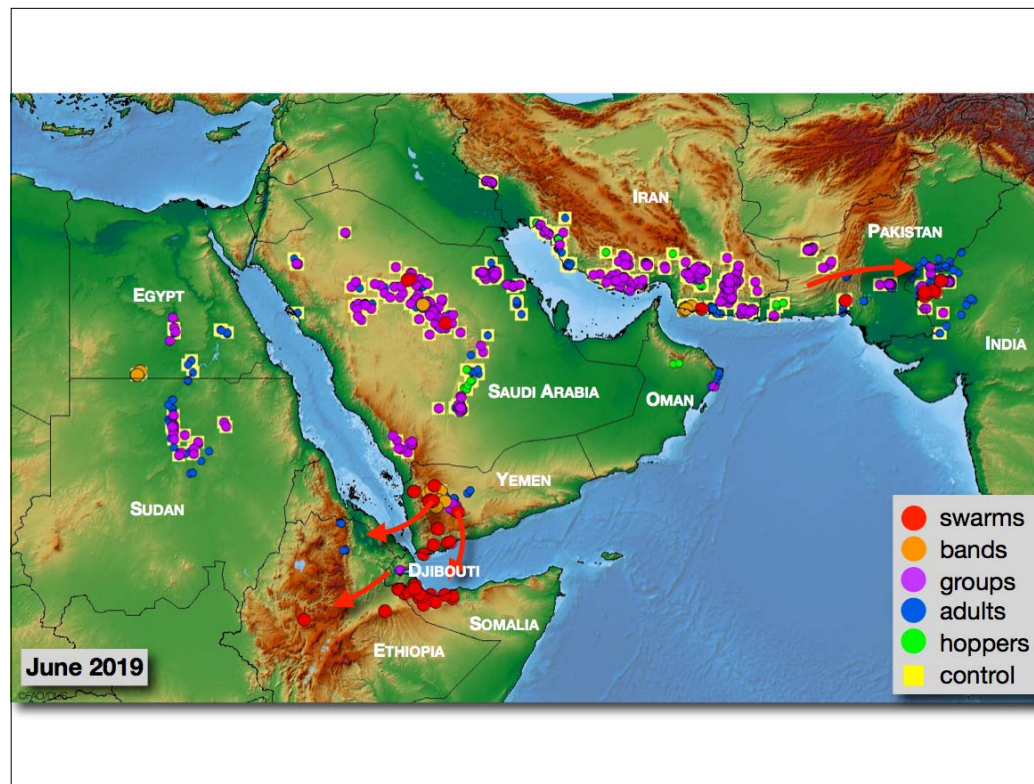 IRAN
PAKISTAN
EGYPT
INDIA
SAUDI ARABIA
OMAN
YEMEN
SUDAN
DJIBOUTI
SOMALIA
ETHIOPIA
June 2019
swarms
bands
groups
adults
hoppers
control